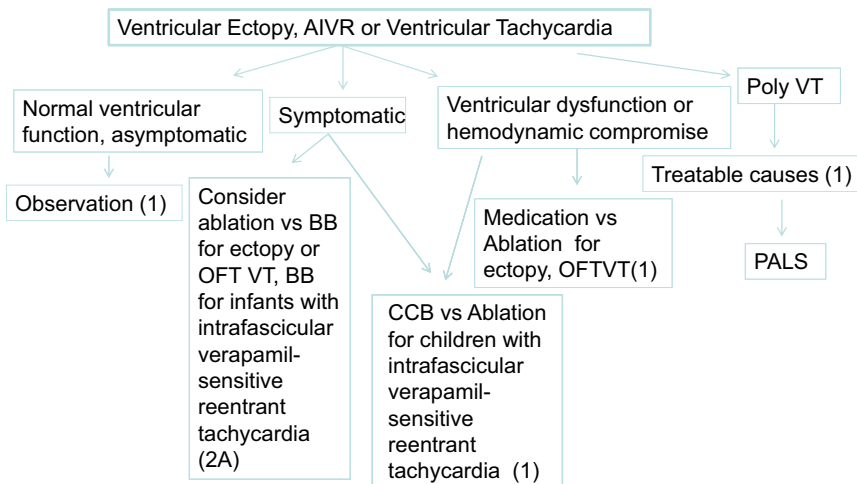 Ventricular Ectopy, AIVR or Ventricular Tachycardia
Normal ventricular
function, asymptomatic
Symptomatic
Ventricular dysfunction or
hemodynamic compromise
Poly VT
Observation (1)
Consider
ablation vs BB
for ectopy or
OFT VT, BB
for infants with
intrafascicular
verapamil-
sensitive
reentrant
tachycardia
(2A)
CCB vs Ablation
for children with
intrafascicular
verapamil-
sensitive
reentrant
tachycardia (1)
Medication vs
Ablation for
ectopy, OFTVT(1)
Treatable causes (1)
PALS